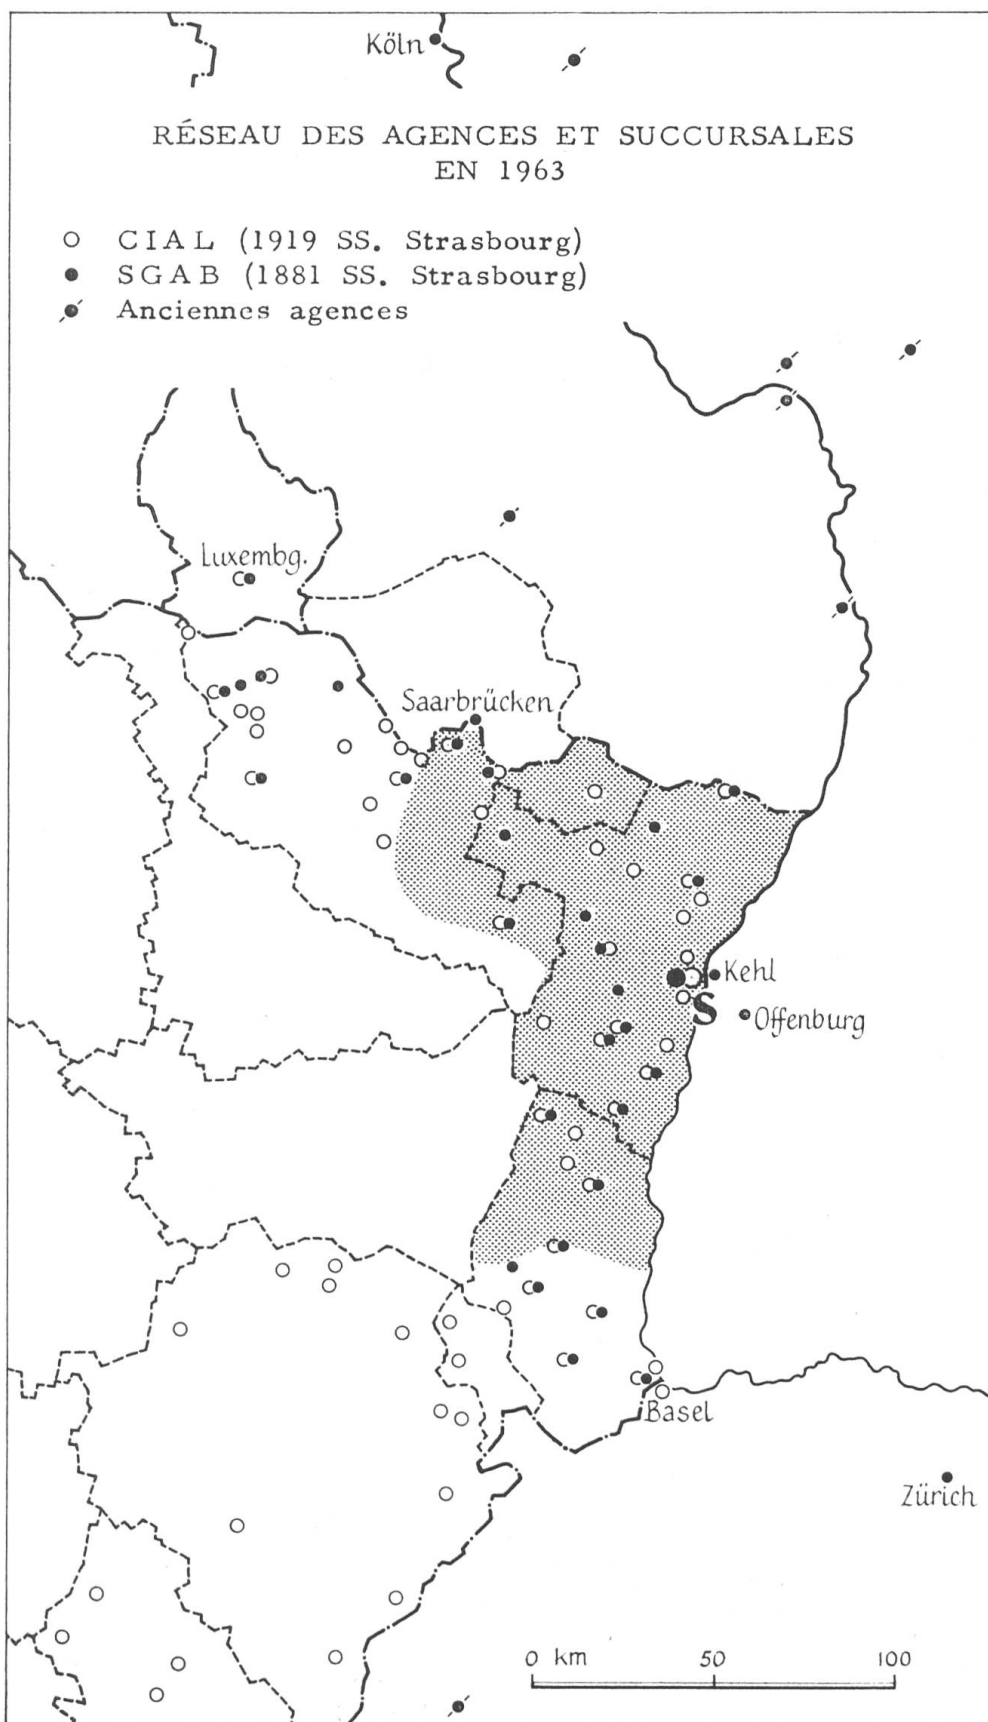 Köln
RÉSEAU DES AGENCES ET SUCCURSALES
EN 1963
CIAL (1919 SS. Strasbourg)
SGAB (1881 SS. Strasbourg)
Anciennes agences
Luxembg.
Saarbrücken
Kehl
S
Offenburg
Basel
Zürich
0 km 50 100